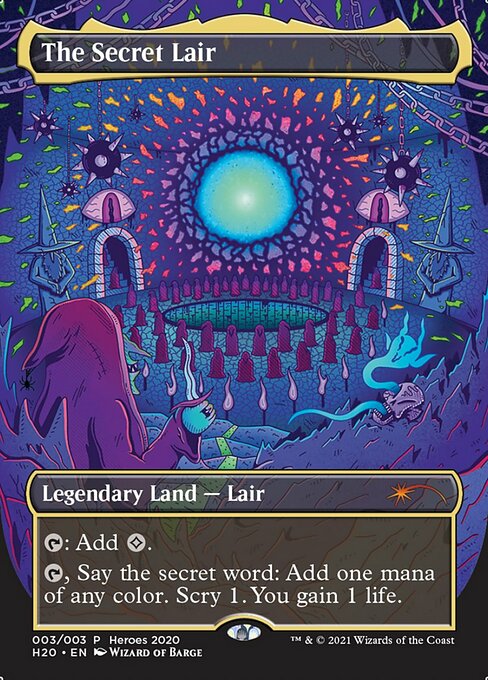 The Secret Lair
Legendary Land — Lair
: Add .
, Say the secret word: Add one mana
of any color. Scry 1. You gain 1 life.
003/003 P Heroes 2020
H20 • EN Wizard of Barge
™ & © 2021 Wizards of the Coast